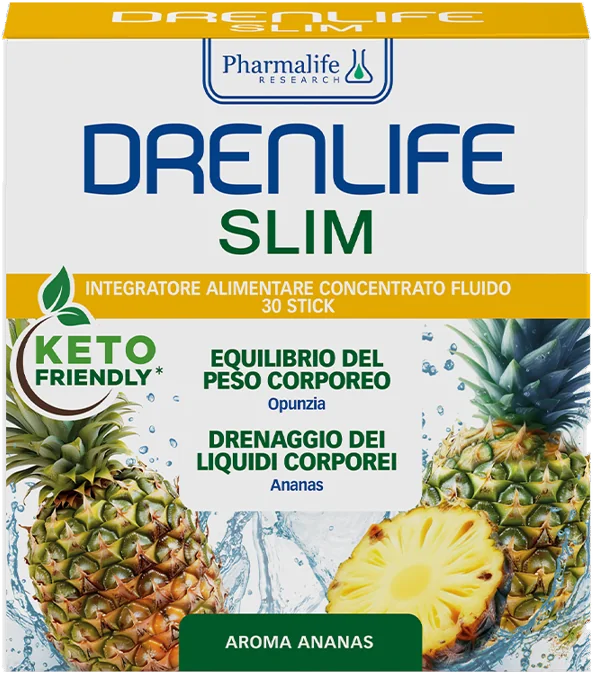 DRENLIFE
SLIM
Pharmalife
RESEARCH
DRENLIFE
SLIM
INTEGRATORE ALIMENTARE CONCENTRATO FLUIDO
30 STICK
KETO
FRIENDLY*
EQUILIBRIO DEL
PESO CORPOREO
Opunzia
DRENAGGIO DEI
LIQUIDI CORPOREI
Ananas
AROMA ANANAS